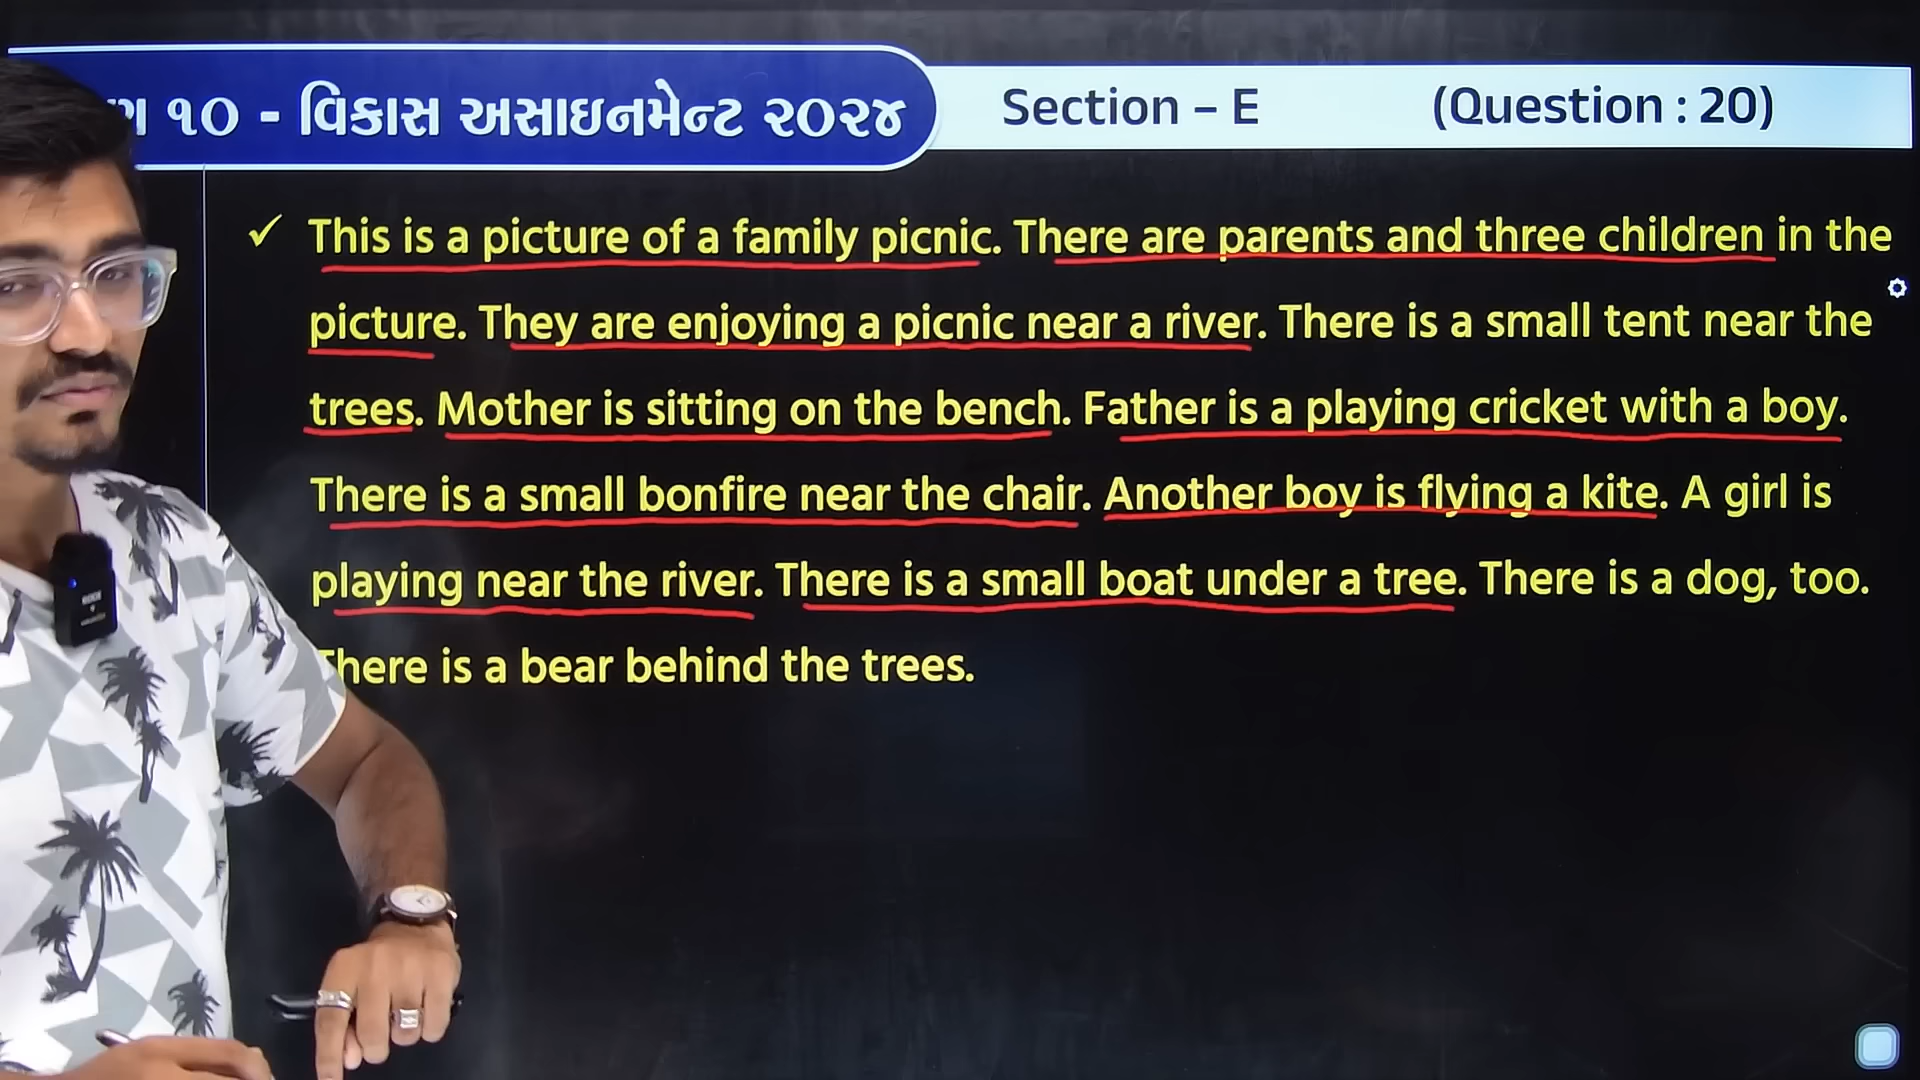 ૧૦ - વિકાસ અસાઇનમેન્ટ ૨૦૨૪
Section – E (Question : 20)
✓ This is a picture of a family picnic. There are parents and three children in the
picture. They are enjoying a picnic near a river. There is a small tent near the
trees. Mother is sitting on the bench. Father is a playing cricket with a boy.
There is a small bonfire near the chair. Another boy is flying a kite. A girl is
playing near the river. There is a small boat under a tree. There is a dog, too.
There is a bear behind the trees.